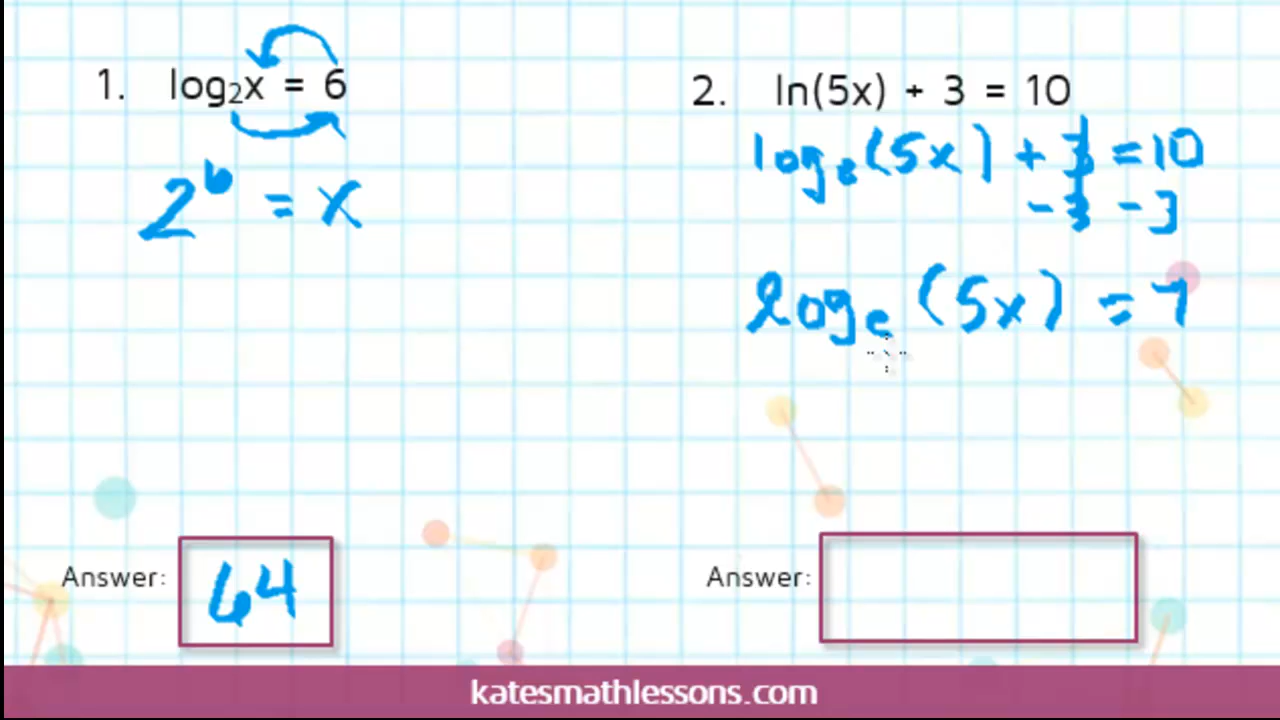 1. log₂x = 6
2⁶ = x
Answer: 64
2. ln(5x) + 3 = 10
logₑ(5x) + 3 = 10
- 3 - 3
logₑ(5x) = 7
Answer:
katesmathlessons.com